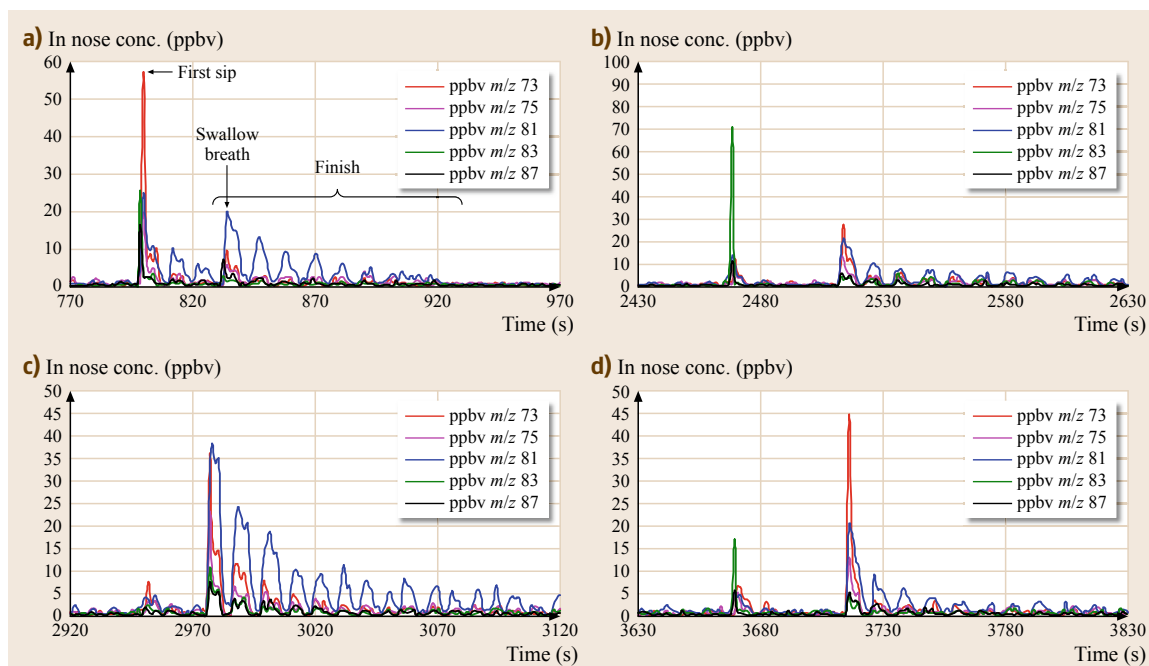 a) In nose conc. (ppbv)
60
50
40
30
20
10
0
First sip
Swallow
breath
Finish
ppbv m/z 73
ppbv m/z 75
ppbv m/z 81
ppbv m/z 83
ppbv m/z 87
770 820 870 920 970
Time (s)
b) In nose conc. (ppbv)
100
90
80
70
60
50
40
30
20
10
0
ppbv m/z 73
ppbv m/z 75
ppbv m/z 81
ppbv m/z 83
ppbv m/z 87
2430 2480 2530 2580 2630
Time (s)
c) In nose conc. (ppbv)
50
45
40
35
30
25
20
15
10
5
0
ppbv m/z 73
ppbv m/z 75
ppbv m/z 81
ppbv m/z 83
ppbv m/z 87
2920 2970 3020 3070 3120
Time (s)
d) In nose conc. (ppbv)
50
45
40
35
30
25
20
15
10
5
0
ppbv m/z 73
ppbv m/z 75
ppbv m/z 81
ppbv m/z 83
ppbv m/z 87
3630 3680 3730 3780 3830
Time (s)